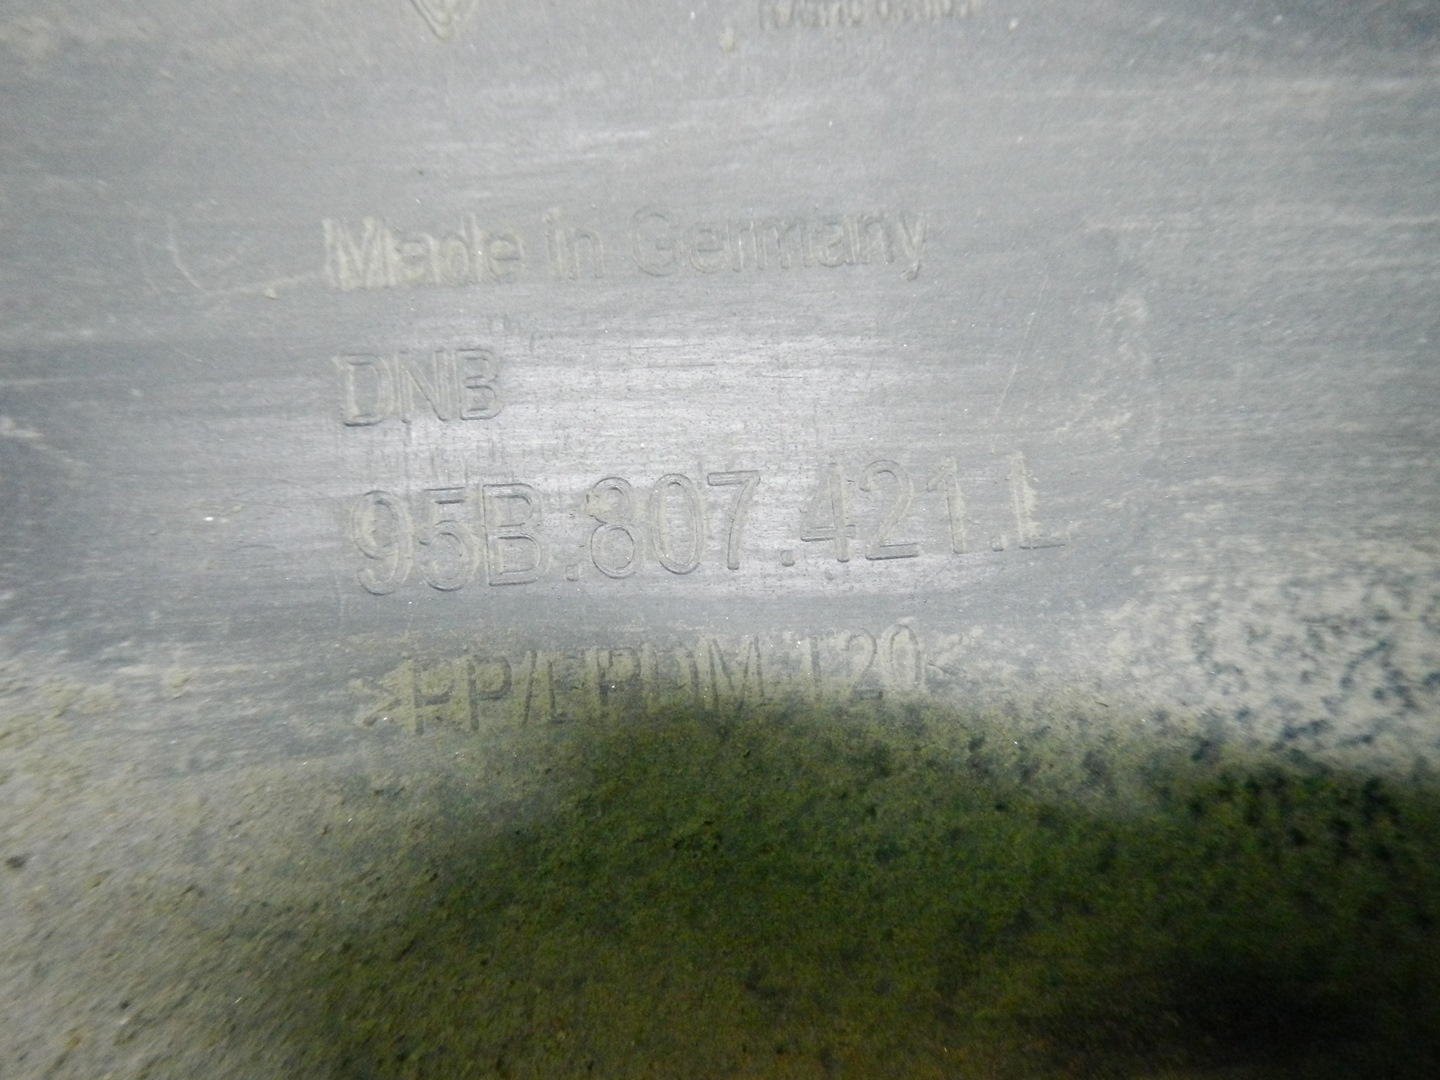 Made in Germany
DNB
95B.807.421.L
>PP/EPDM-T20<